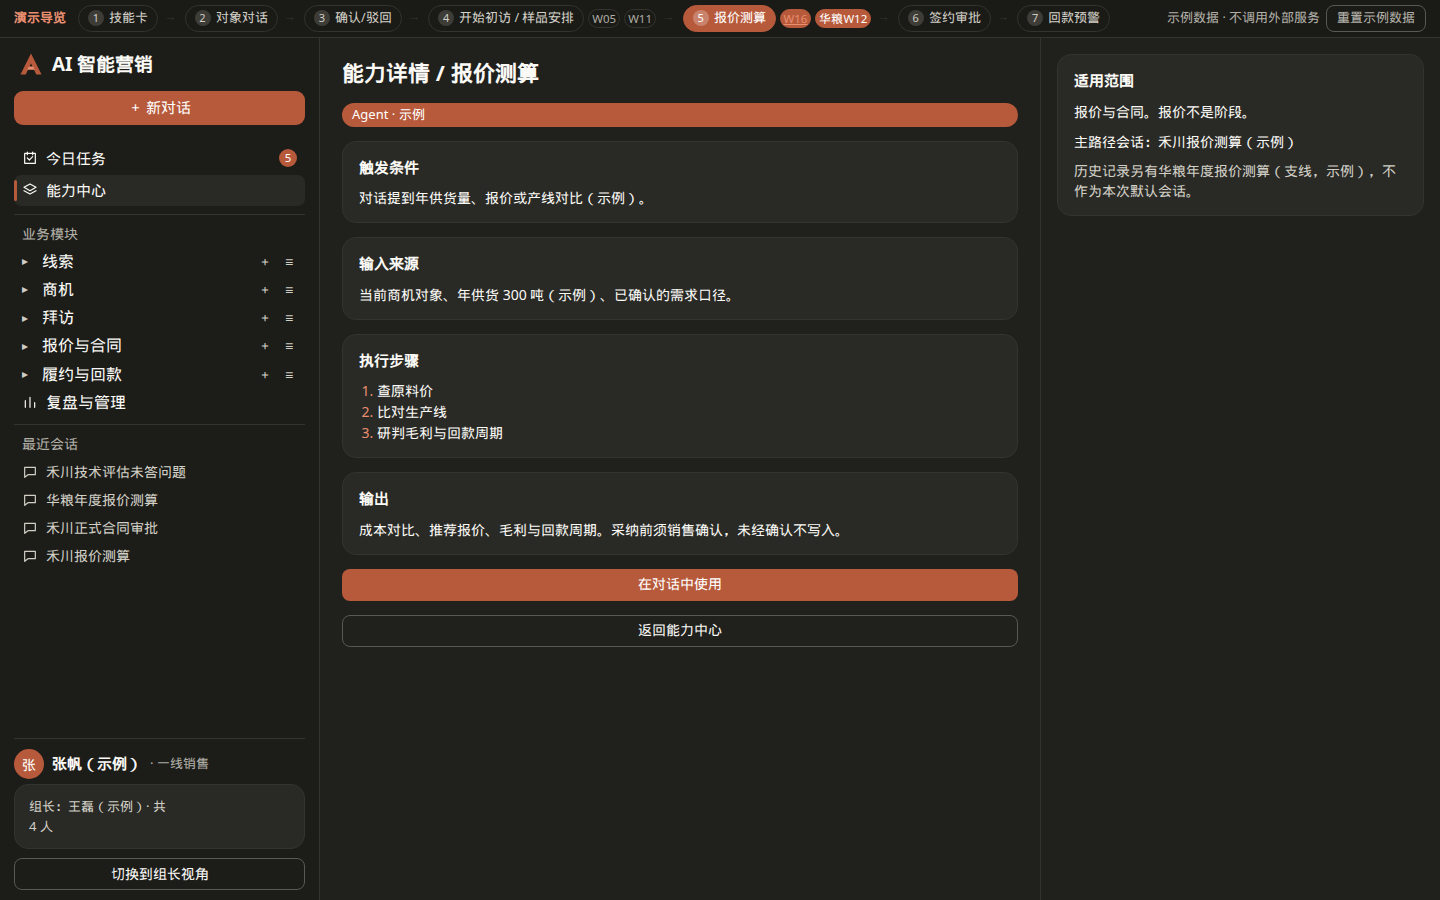 演示导览 1 技能卡 → 2 对象对话 → 3 确认/驳回 → 4 开始初访 / 样品安排 W05 W11 → 5 报价测算 W16 华粮W12 → 6 签约审批 → 7 回款预警 示例数据 · 不调用外部服务 重置示例数据
AI 智能营销
+ 新对话
今日任务 5
能力中心
业务模块
▸ 线索 + ≡
▸ 商机 + ≡
▸ 拜访 + ≡
▸ 报价与合同 + ≡
▸ 履约与回款 + ≡
复盘与管理
最近会话
禾川技术评估未答问题
华粮年度报价测算
禾川正式合同审批
禾川报价测算
张 张帆（示例） · 一线销售
组长：王磊（示例）· 共
4 人
切换到组长视角
能力详情 / 报价测算
Agent · 示例
触发条件
对话提到年供货量、报价或产线对比（示例）。
输入来源
当前商机对象、年供货 300 吨（示例）、已确认的需求口径。
执行步骤
1. 查原料价
2. 比对生产线
3. 研判毛利与回款周期
输出
成本对比、推荐报价、毛利与回款周期。采纳前须销售确认，未经确认不写入。
在对话中使用
返回能力中心
适用范围
报价与合同。报价不是阶段。
主路径会话：禾川报价测算（示例）
历史记录另有华粮年度报价测算（支线，示例），不
作为本次默认会话。